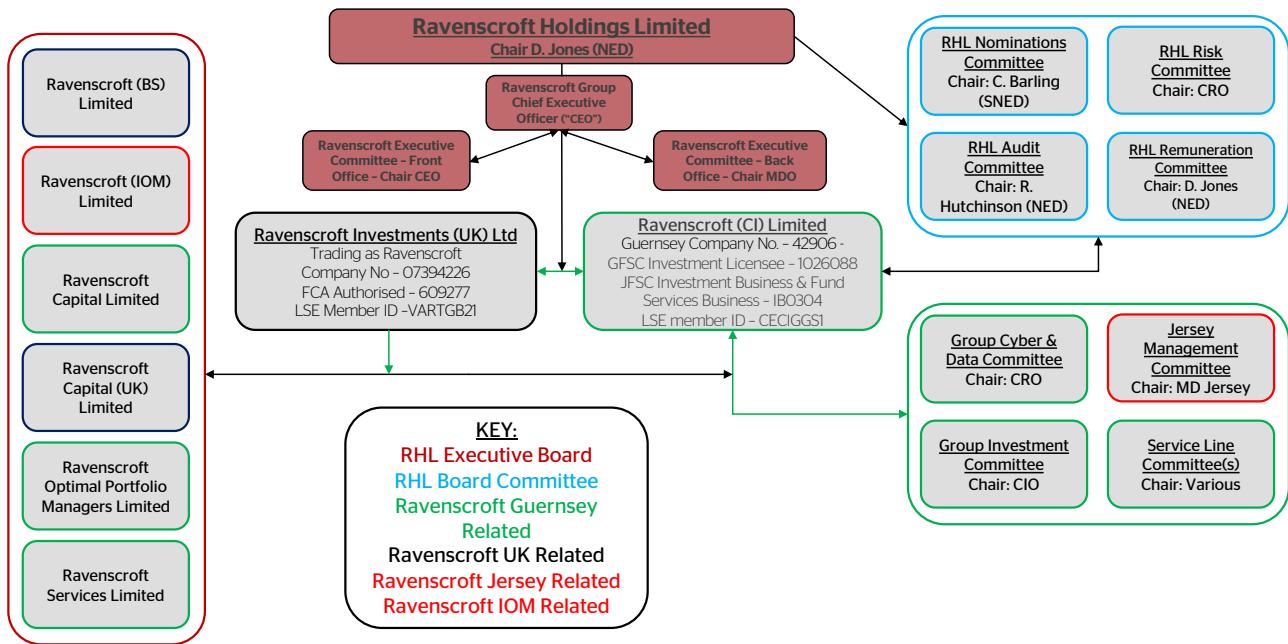 Ravenscroft Holdings Limited
Chair D. Jones (NED)
Ravenscroft Group
Chief Executive
Officer (“CEO”)
Ravenscroft Executive
Committee – Front
Office – Chair CEO
Ravenscroft Executive
Committee – Back
Office – Chair MDO
Ravenscroft (BS)
Limited
Ravenscroft (IOM)
Limited
Ravenscroft
Capital Limited
Ravenscroft
Capital (UK)
Limited
Ravenscroft
Optimal Portfolio
Managers Limited
Ravenscroft
Services Limited
Ravenscroft Investments (UK) Ltd
Trading as Ravenscroft
Company No – 07394226
FCA Authorised – 609277
LSE Member ID –VARTGB21
Ravenscroft (CI) Limited
Guernsey Company No. – 42906 -
GFSC Investment Licensee – 1026088
JFSC Investment Business & Fund
Services Business – IB0304
LSE member ID – CECIGGS1
RHL Nominations
Committee
Chair: C. Barling
(SNED)
RHL Risk
Committee
Chair: CRO
RHL Audit
Committee
Chair: R.
Hutchinson (NED)
RHL Remuneration
Committee
Chair: D. Jones
(NED)
Group Cyber &
Data Committee
Chair: CRO
Jersey
Management
Committee
Chair: MD Jersey
Group Investment
Committee
Chair: CIO
Service Line
Committee(s)
Chair: Various
KEY:
RHL Executive Board
RHL Board Committee
Ravenscroft Guernsey
Related
Ravenscroft UK Related
Ravenscroft Jersey Related
Ravenscroft IOM Related